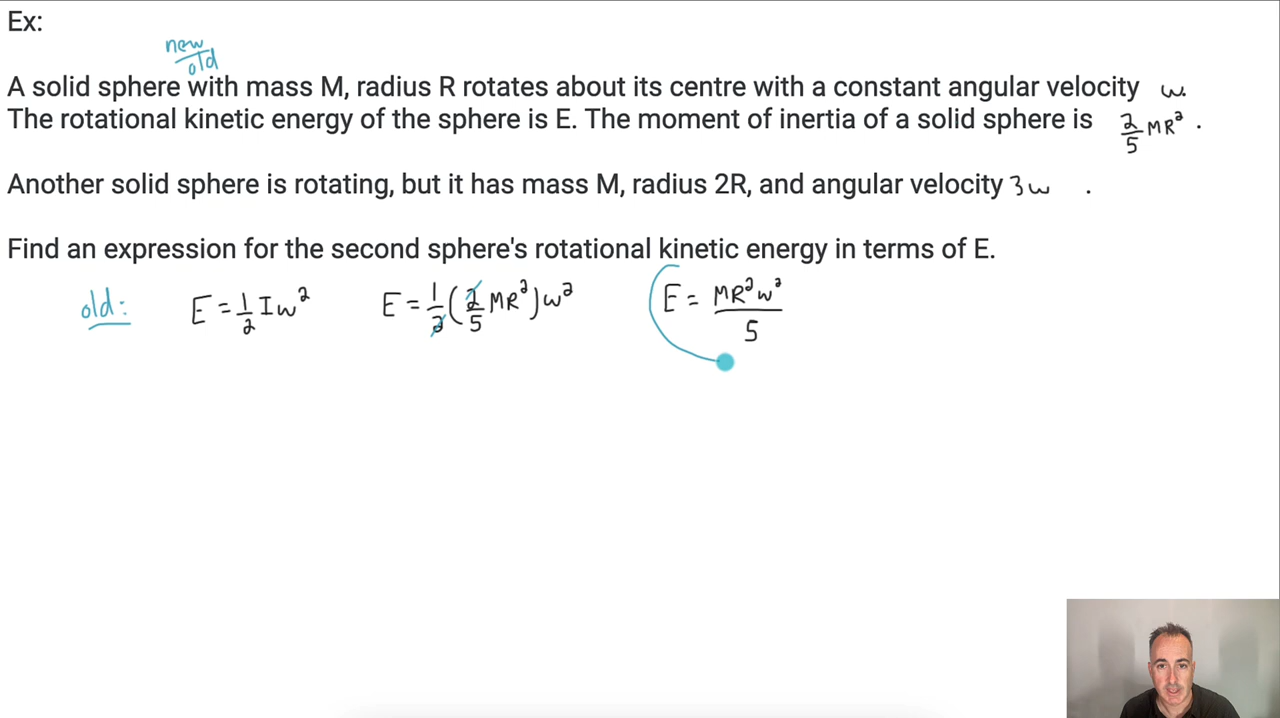 Ex:
new
old
A solid sphere with mass M, radius R rotates about its centre with a constant angular velocity ω.
The rotational kinetic energy of the sphere is E. The moment of inertia of a solid sphere is 2/5 MR² .
Another solid sphere is rotating, but it has mass M, radius 2R, and angular velocity 3ω .
Find an expression for the second sphere's rotational kinetic energy in terms of E.
old: E = 1/2 Iω² E = 1/2 (2/5 MR²) ω² E = MR²ω²/5